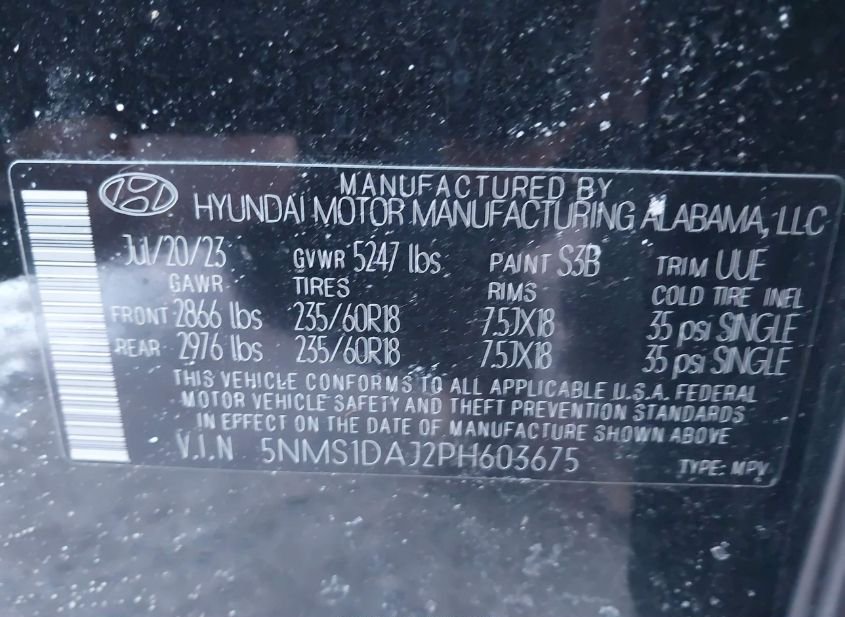 MANUFACTURED BY
HYUNDAI MOTOR MANUFACTURING ALABAMA, LLC
Jul/20/23 GVWR 5247 lbs PAINT S3B TRIM UUE
GAWR TIRES RIMS COLD TIRE INFL
FRONT 2866 lbs 235/60R18 7.5JX18 35 psi SINGLE
REAR 2976 lbs 235/60R18 7.5JX18 35 psi SINGLE
THIS VEHICLE CONFORMS TO ALL APPLICABLE U.S.A. FEDERAL
MOTOR VEHICLE SAFETY AND THEFT PREVENTION STANDARDS
IN EFFECT ON THE DATE OF MANUFACTURE SHOWN ABOVE
V.I.N 5NMS1DAJ2PH603675 TYPE: MPV